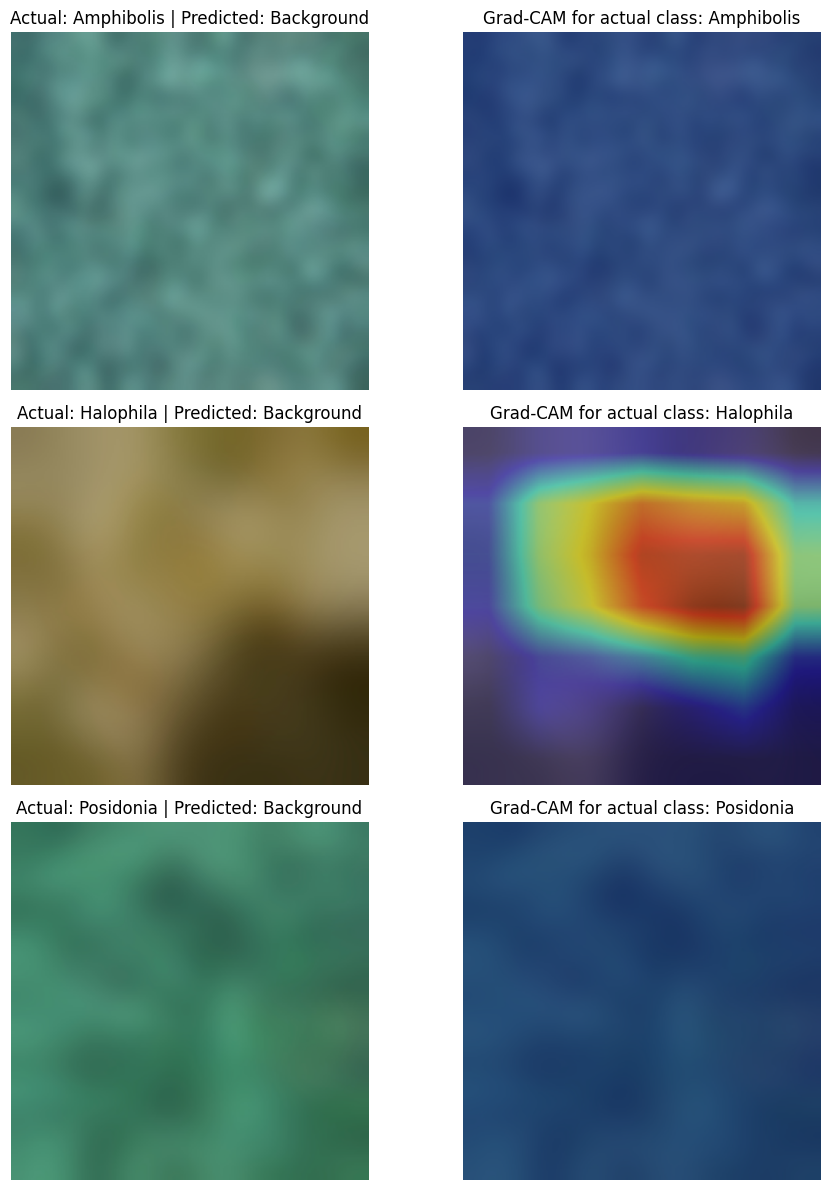 Actual: Amphibolis | Predicted: Background
Grad-CAM for actual class: Amphibolis
Actual: Halophila | Predicted: Background
Grad-CAM for actual class: Halophila
Actual: Posidonia | Predicted: Background
Grad-CAM for actual class: Posidonia